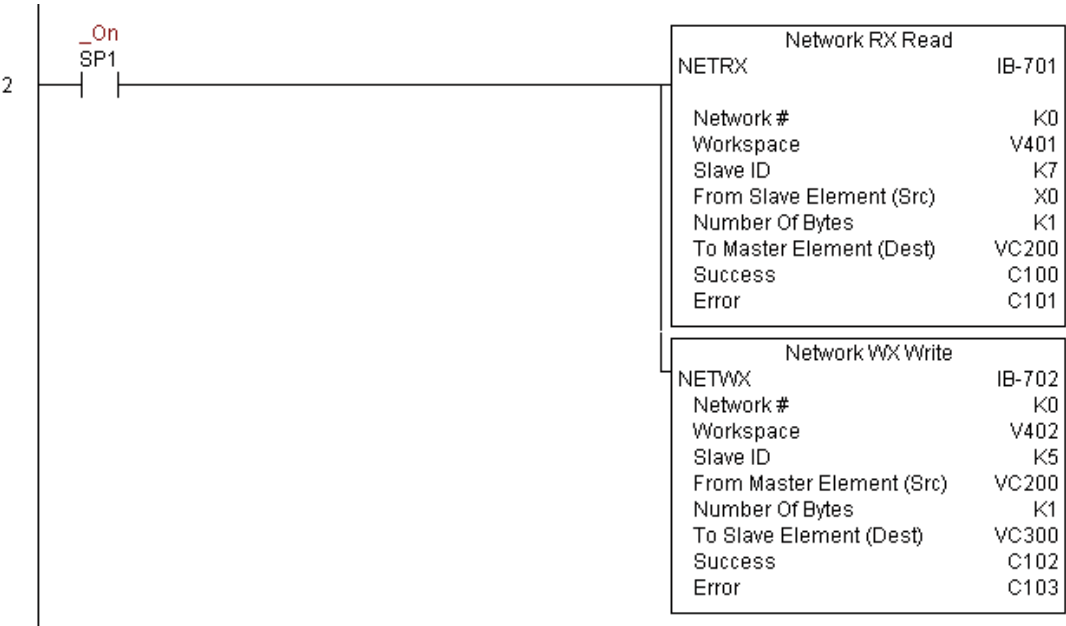 _On
SP1
2
Network RX Read
NETRX IB-701
Network # K0
Workspace V401
Slave ID K7
From Slave Element (Src) X0
Number Of Bytes K1
To Master Element (Dest) VC200
Success C100
Error C101
Network WX Write
NETWX IB-702
Network # K0
Workspace V402
Slave ID K5
From Master Element (Src) VC200
Number Of Bytes K1
To Slave Element (Dest) VC300
Success C102
Error C103